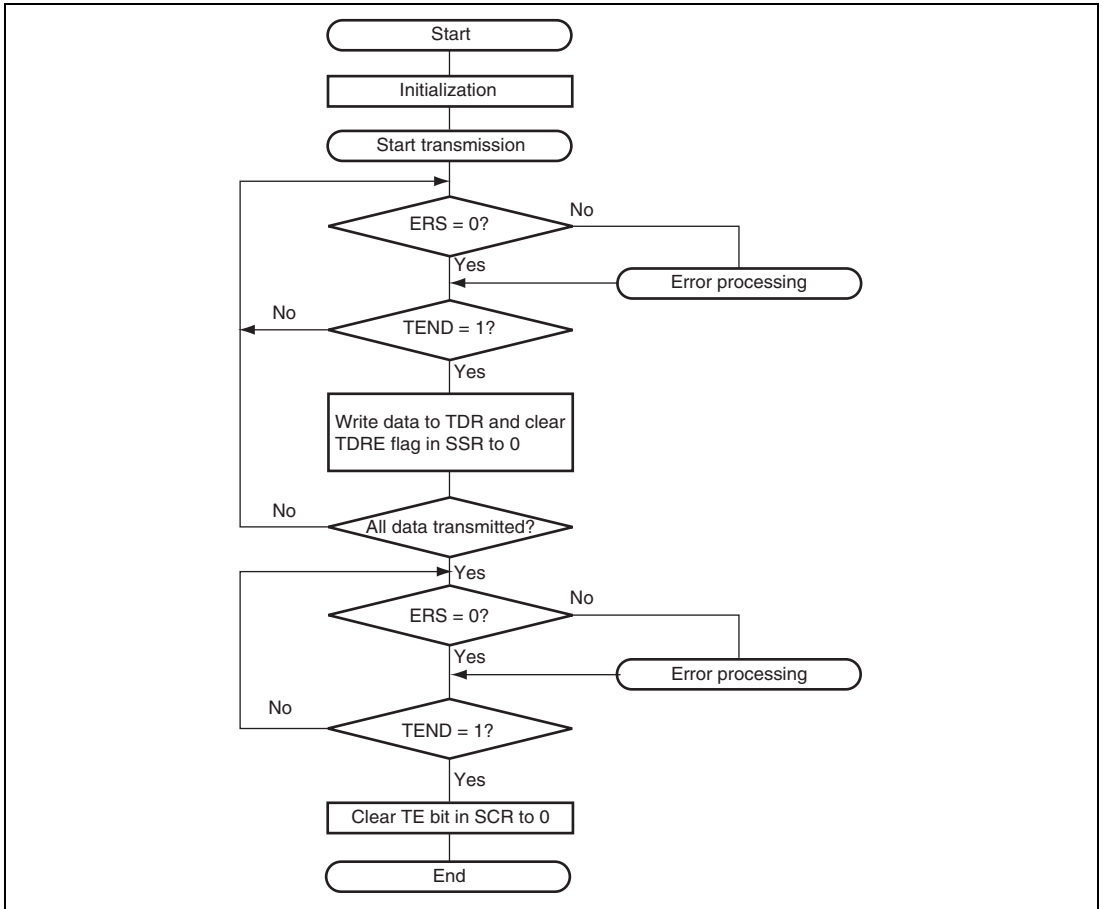 Start
Initialization
Start transmission
ERS = 0?
No
Yes
Error processing
No
TEND = 1?
Yes
Write data to TDR and clear
TDRE flag in SSR to 0
No
All data transmitted?
Yes
ERS = 0?
No
Yes
Error processing
No
TEND = 1?
Yes
Clear TE bit in SCR to 0
End